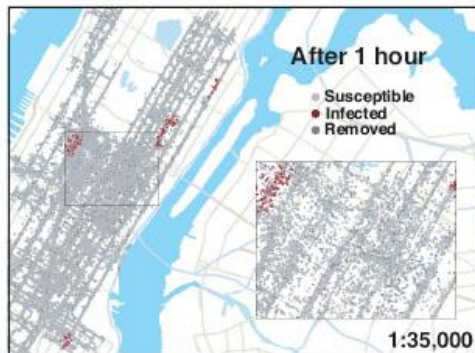 After 1 hour
Susceptible
Infected
Removed
1:35,000